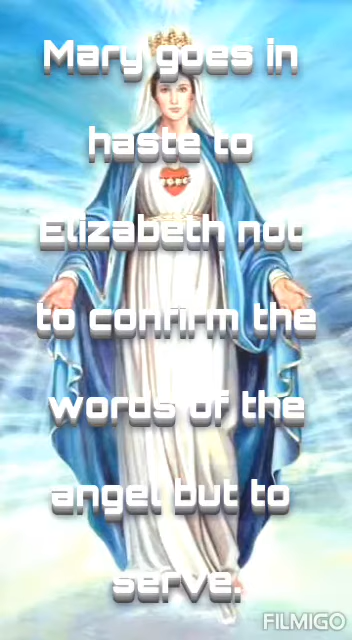 Mary goes in
haste to
Elizabeth not
to confirm the
words of the
angel but to
serve.
FILMIGO